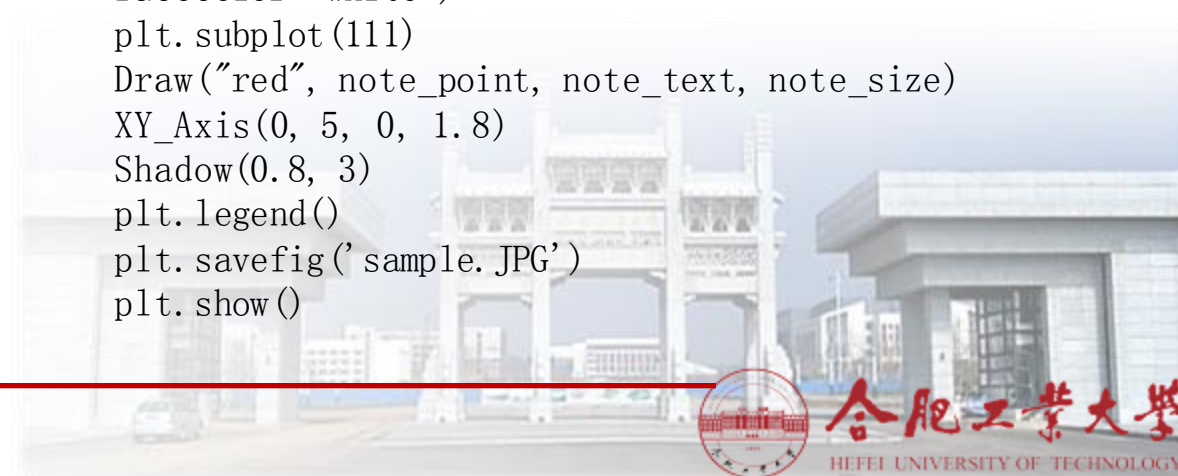 plt.subplot(111)
Draw("red", note_point, note_text, note_size)
XY_Axis(0, 5, 0, 1.8)
Shadow(0.8, 3)
plt.legend()
plt.savefig('sample.JPG')
plt.show()
合肥工業大學
HEFEI UNIVERSITY OF TECHNOLOGY